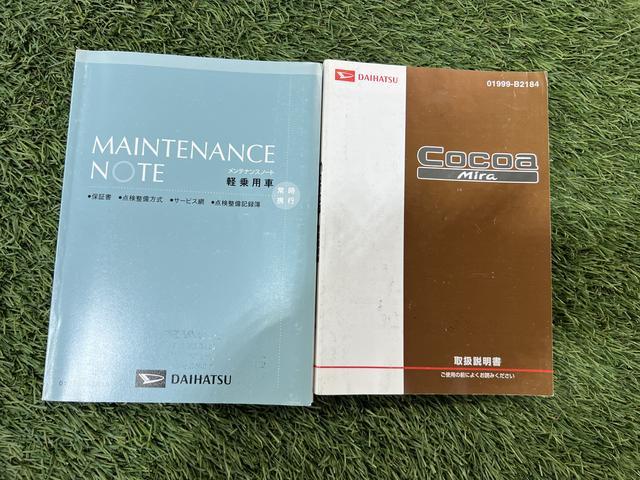 MAINTENANCE
NOTE
メンテナンスノート
軽乗用車
常時
携行
●保証書 ●点検整備方式 ●サービス網 ●点検整備記録簿
DAIHATSU
DAIHATSU
01999-B2184
Cocoa
Mira
取扱説明書
ご使用の前によくお読みください